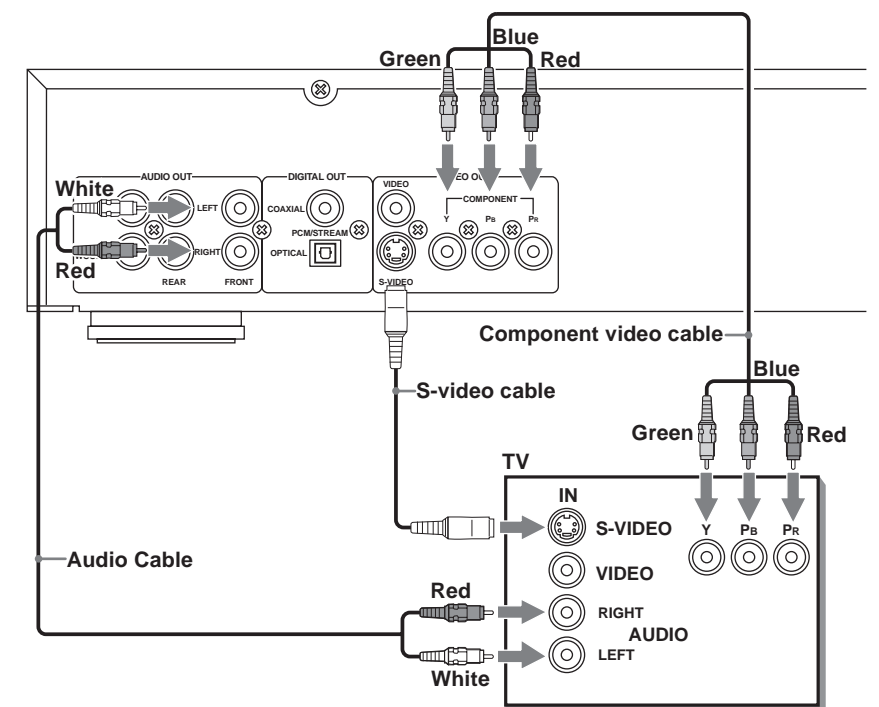 Blue
Green
Red
AUDIO OUT
DIGITAL OUT
VIDEO
White
LEFT
COAXIAL
COMPONENT
Y
PB
PR
PCM/STREAM
RIGHT
OPTICAL
Red
REAR
FRONT
S-VIDEO
Component video cable
Blue
S-video cable
Green
Red
TV
IN
S-VIDEO
Y
PB
PR
Audio Cable
VIDEO
Red
RIGHT
AUDIO
LEFT
White